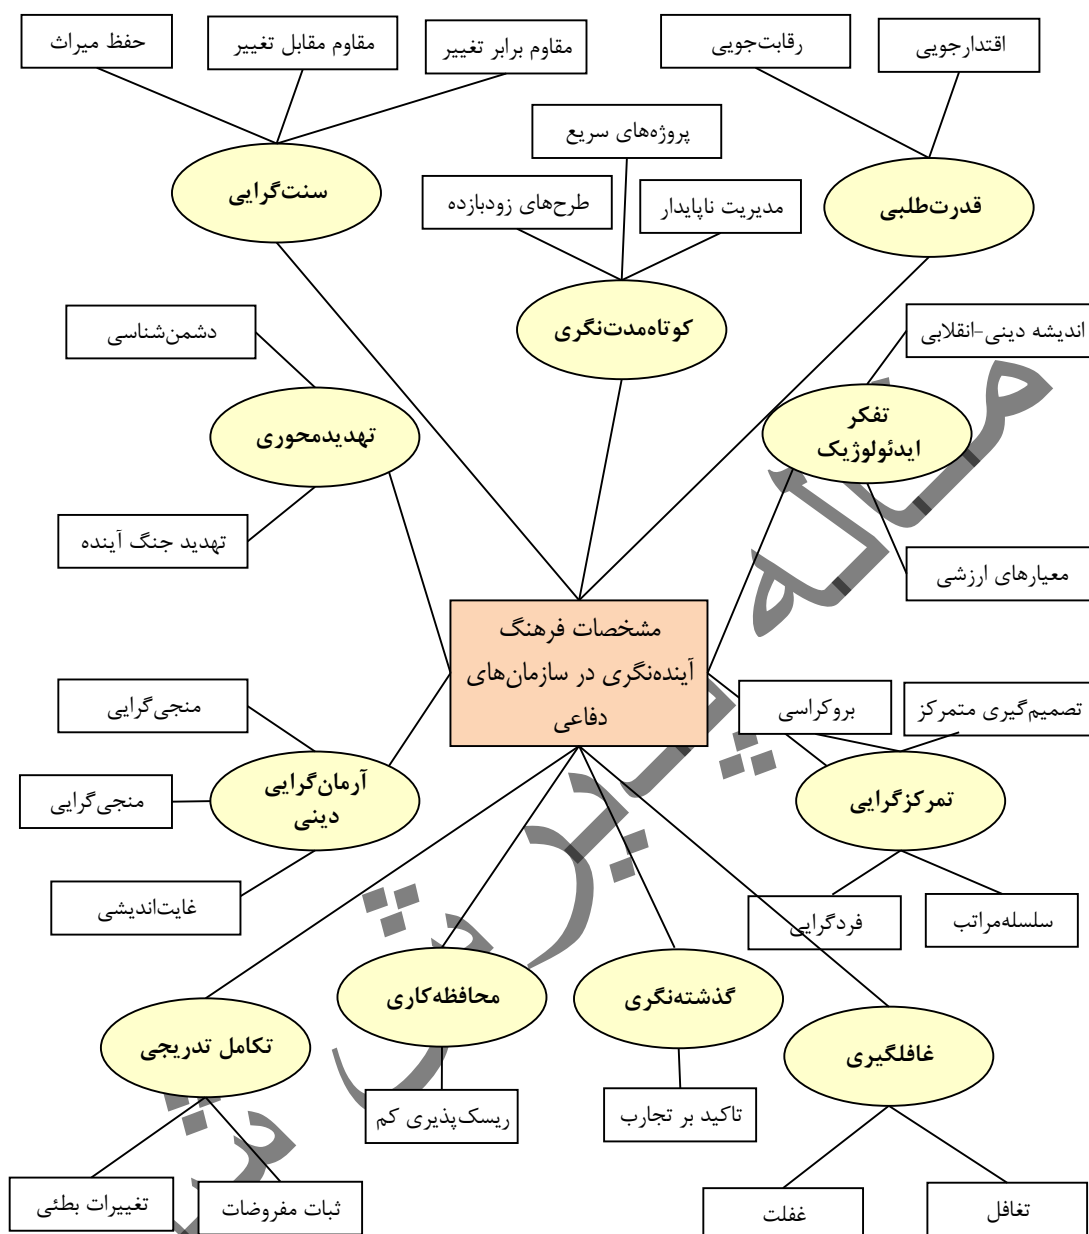 حفظ میراث
مقاوم مقابل تغییر
مقاوم برابر تغییر
رقابت‌جویی
اقتدارجویی
پروژه‌های سریع
طرح‌های زودبازده
مدیریت ناپایدار
سنت‌گرایی
قدرت‌طلبی
کوتاه‌مدت‌نگری
دشمن‌شناسی
اندیشه دینی-انقلابی
تهدیدمحوری
تفکر
ایدئولوژیک
تهدید جنگ آینده
معیارهای ارزشی
مشخصات فرهنگ
آینده‌نگری در سازمان‌های
دفاعی
منجی‌گرایی
بروکراسی
تصمیم‌گیری متمرکز
منجی‌گرایی
آرمان‌گرایی
دینی
تمرکزگرایی
غایت‌اندیشی
فردگرایی
سلسله‌مراتب
تکامل تدریجی
محافظه‌کاری
گذشته‌نگری
غافلگیری
ریسک‌پذیری کم
تاکید بر تجارب
تغییرات بطئی
ثبات مفروضات
غفلت
تغافل